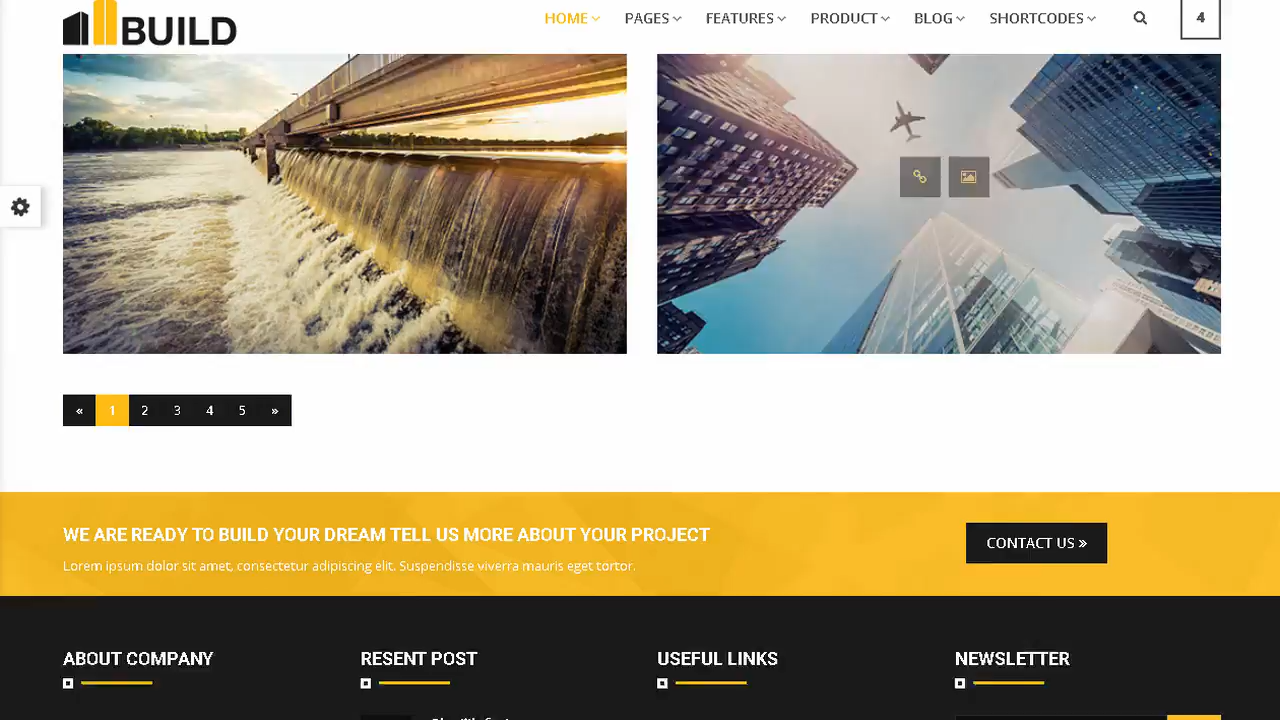 BUILD
HOME PAGES FEATURES PRODUCT BLOG SHORTCODES 4
« 1 2 3 4 5 »
WE ARE READY TO BUILD YOUR DREAM TELL US MORE ABOUT YOUR PROJECT
Lorem ipsum dolor sit amet, consectetur adipiscing elit. Suspendisse viverra mauris eget tortor.
CONTACT US »
ABOUT COMPANY
RESENT POST
USEFUL LINKS
NEWSLETTER